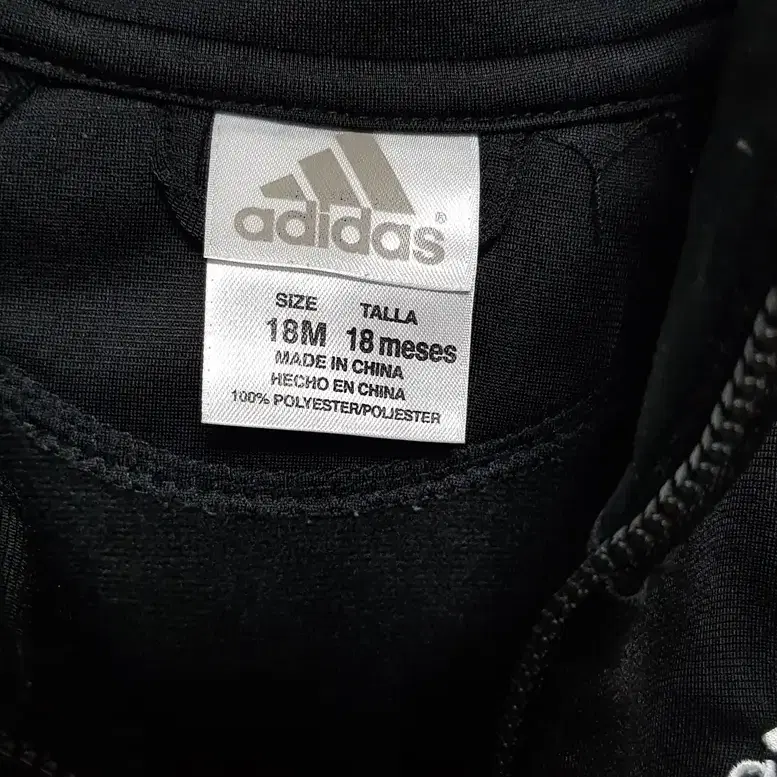 adidas®
SIZE TALLA
18M 18 meses
MADE IN CHINA
HECHO EN CHINA
100% POLYESTER/POLIESTER